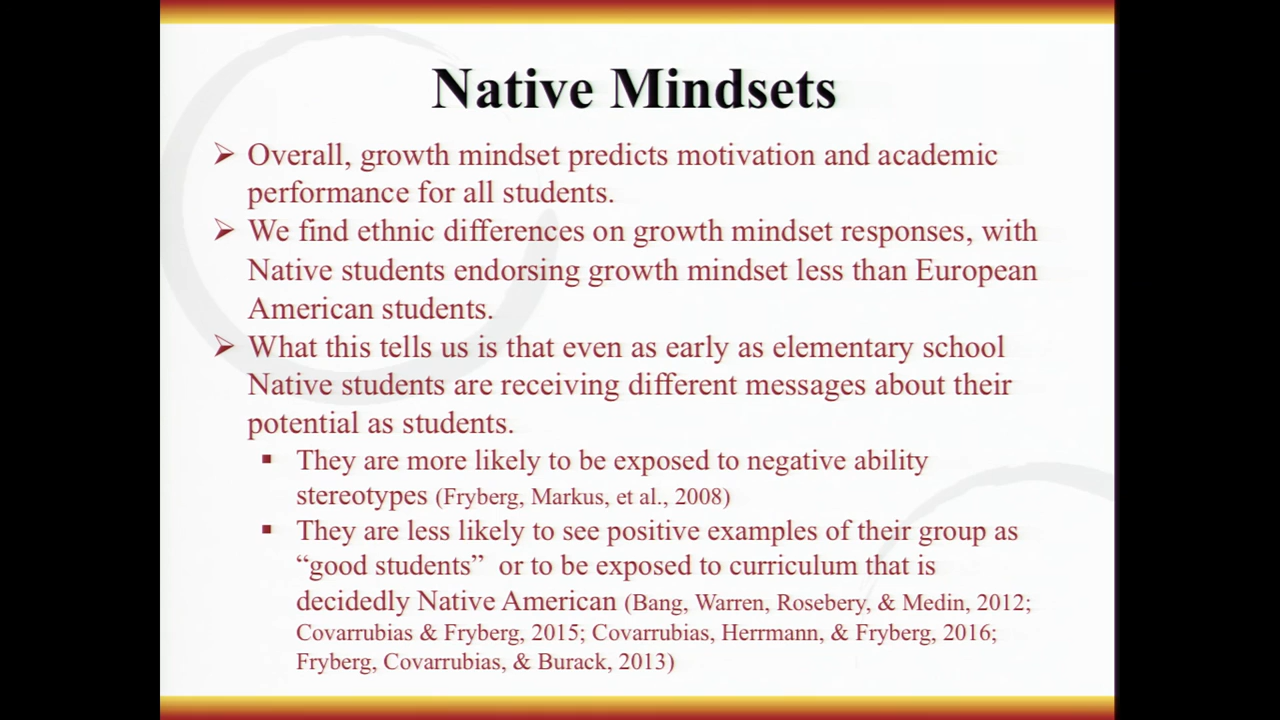 Native Mindsets
➢ Overall, growth mindset predicts motivation and academic
performance for all students.
➢ We find ethnic differences on growth mindset responses, with
Native students endorsing growth mindset less than European
American students.
➢ What this tells us is that even as early as elementary school
Native students are receiving different messages about their
potential as students.
▪ They are more likely to be exposed to negative ability
stereotypes (Fryberg, Markus, et al., 2008)
▪ They are less likely to see positive examples of their group as
“good students” or to be exposed to curriculum that is
decidedly Native American (Bang, Warren, Rosebery, & Medin, 2012;
Covarrubias & Fryberg, 2015; Covarrubias, Herrmann, & Fryberg, 2016;
Fryberg, Covarrubias, & Burack, 2013)